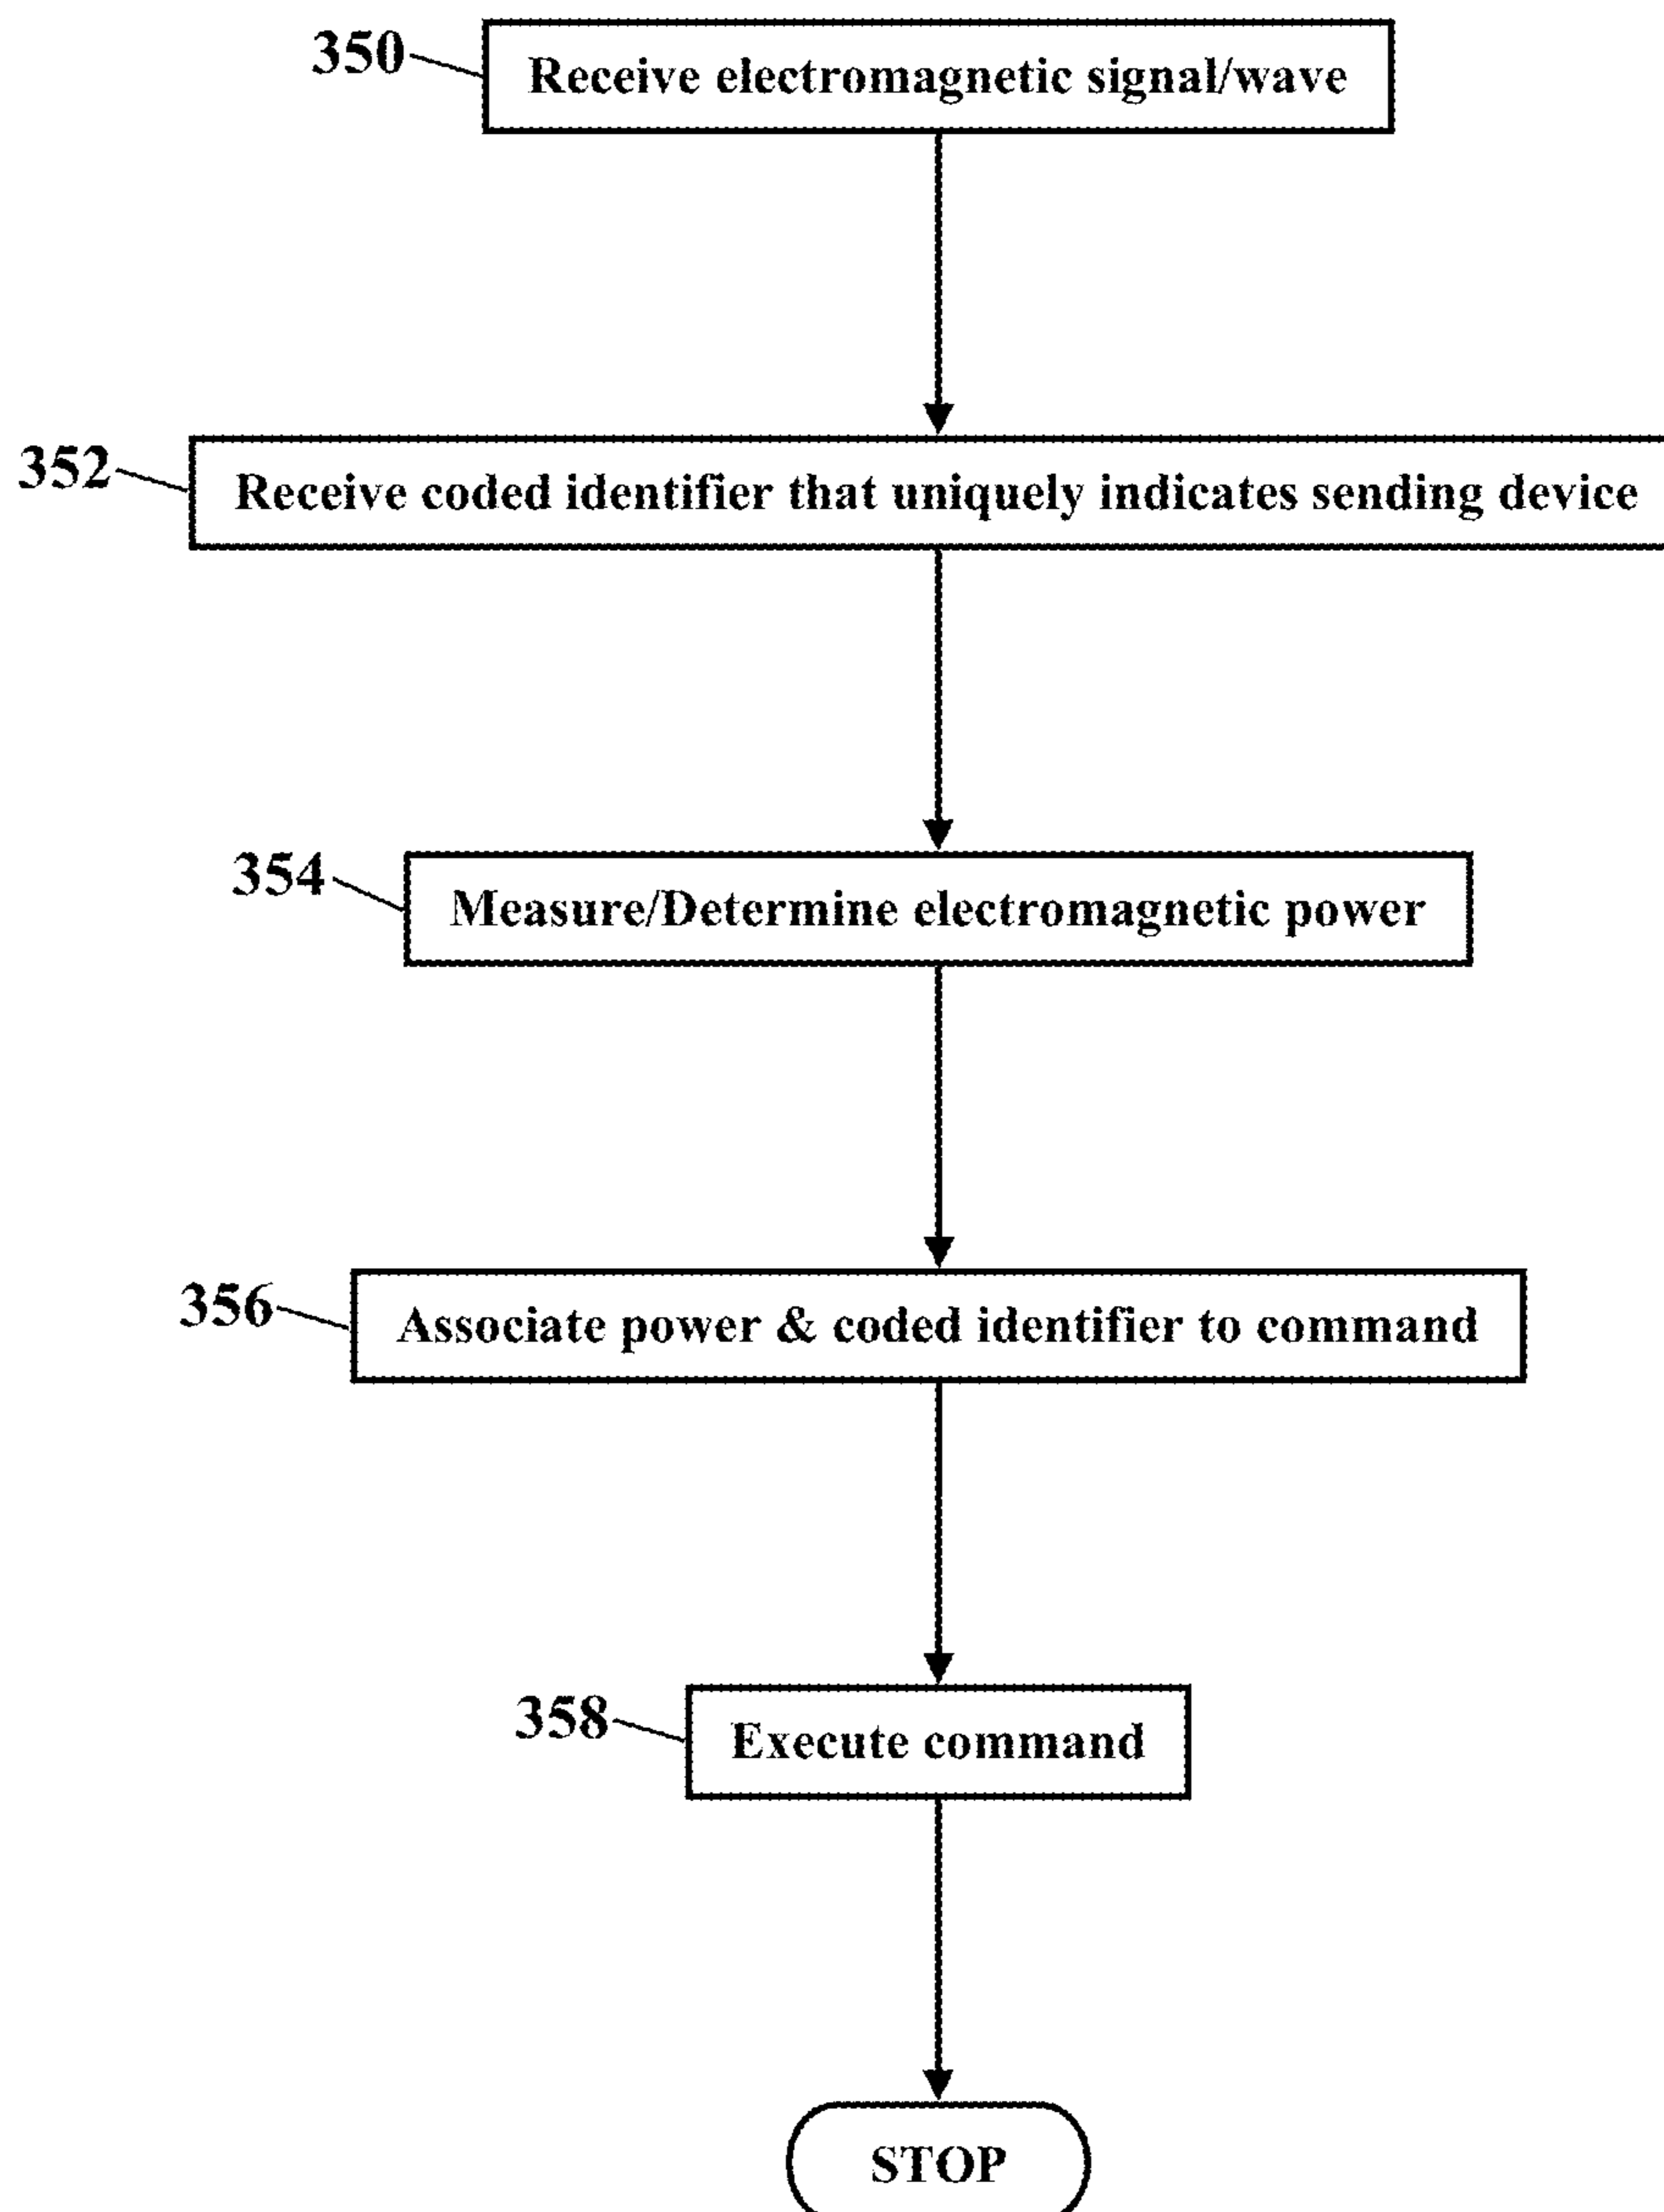 350 Receive electromagnetic signal/wave
352 Receive coded identifier that uniquely indicates sending device
354 Measure/Determine electromagnetic power
356 Associate power & coded identifier to command
358 Execute command
STOP